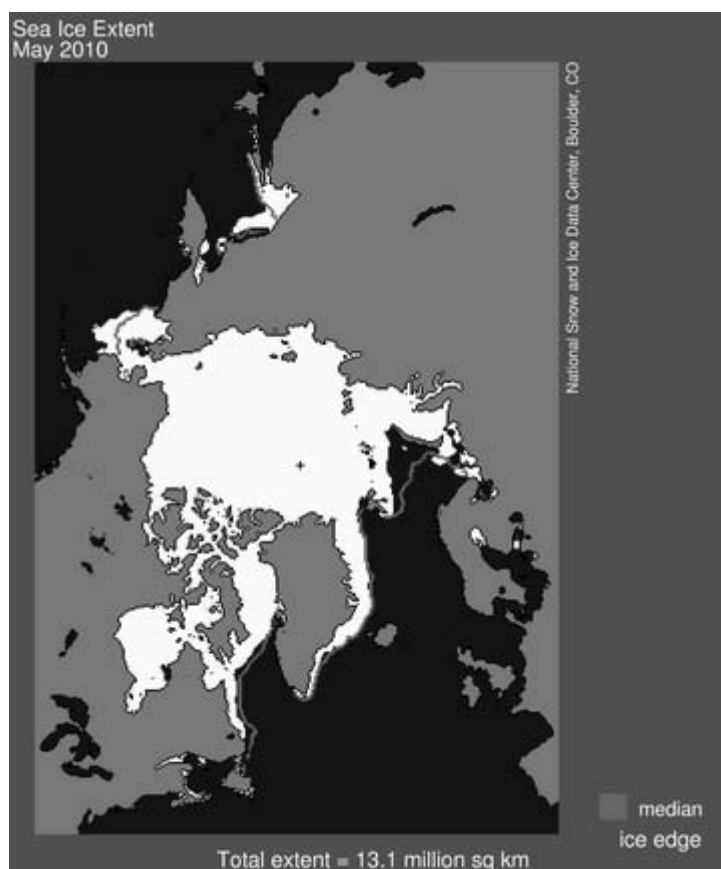 Sea Ice Extent
May 2010
National Snow and Ice Data Center, Boulder, CO
median
ice edge
Total extent = 13.1 million sq km